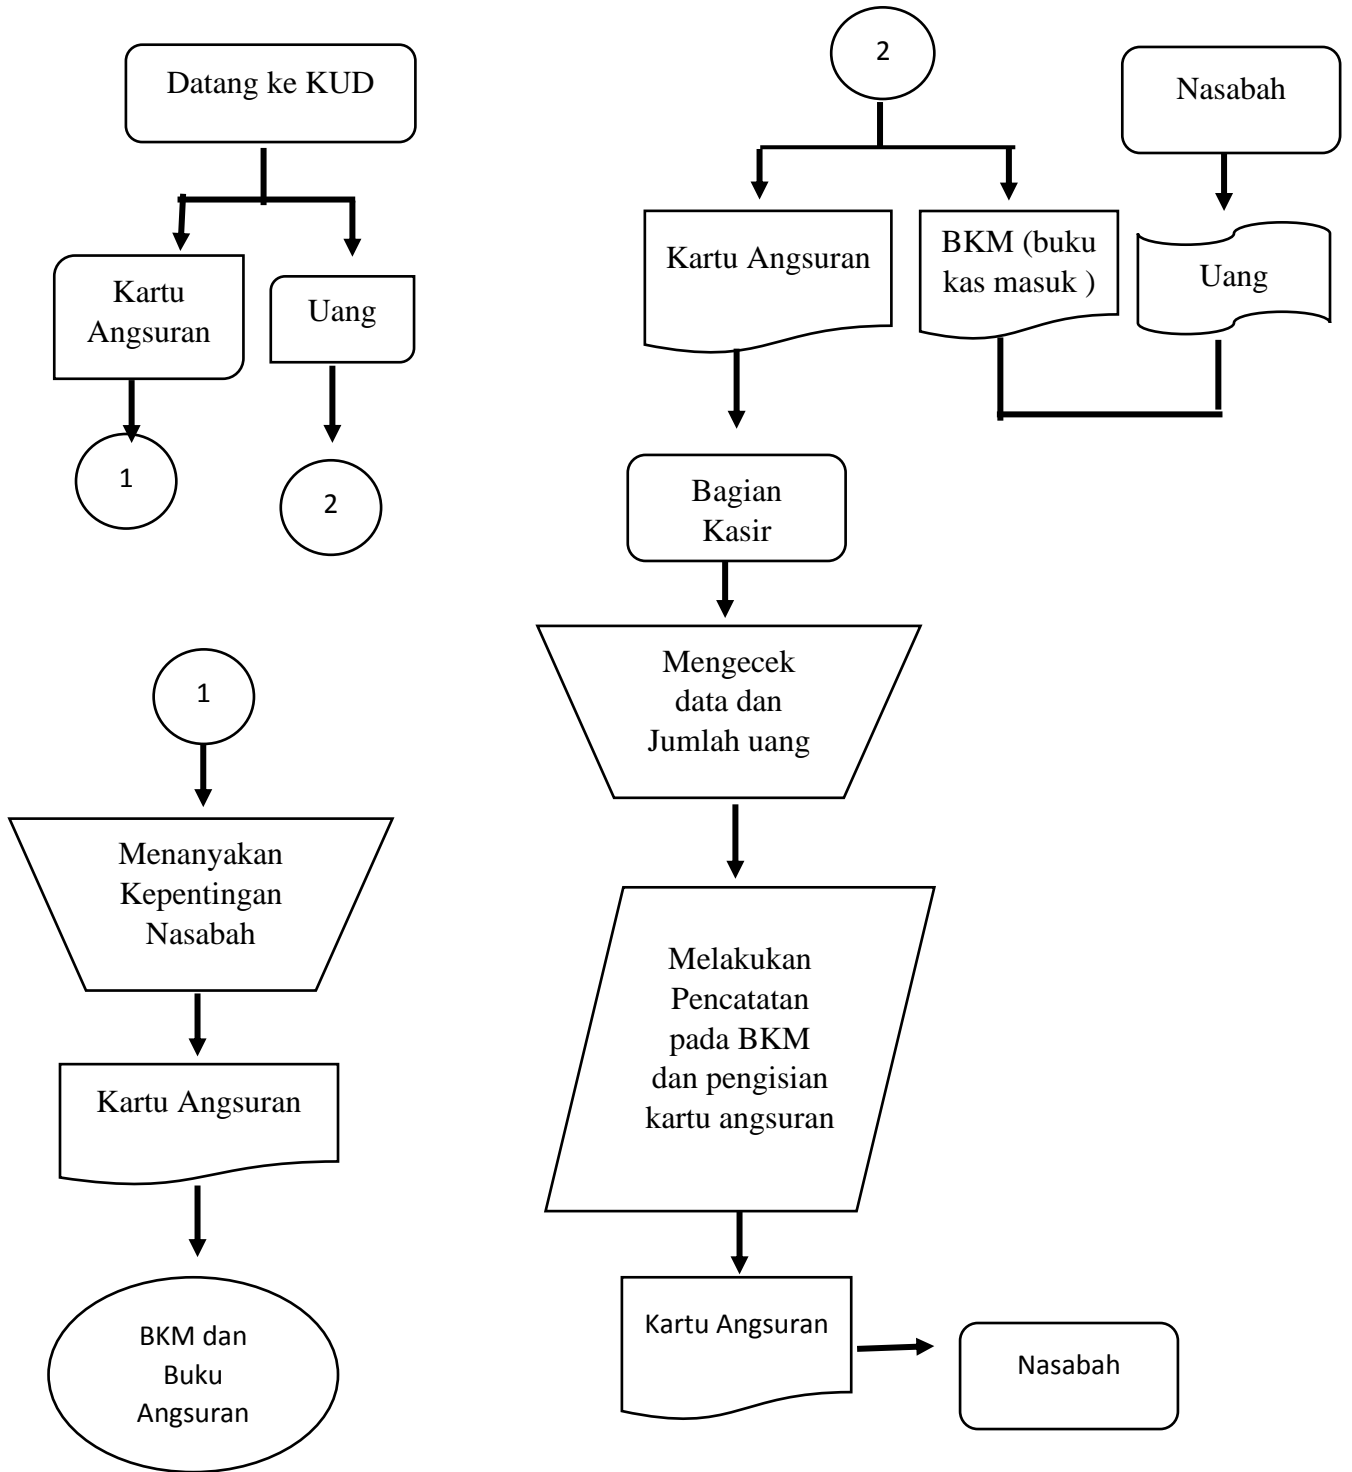 Datang ke KUD
Kartu
Angsuran
Uang
1
2
1
Menanyakan
Kepentingan
Nasabah
Kartu Angsuran
BKM dan
Buku
Angsuran
2
Nasabah
Kartu Angsuran
BKM (buku
kas masuk )
Uang
Bagian
Kasir
Mengecek
data dan
Jumlah uang
Melakukan
Pencatatan
pada BKM
dan pengisian
kartu angsuran
Kartu Angsuran
Nasabah